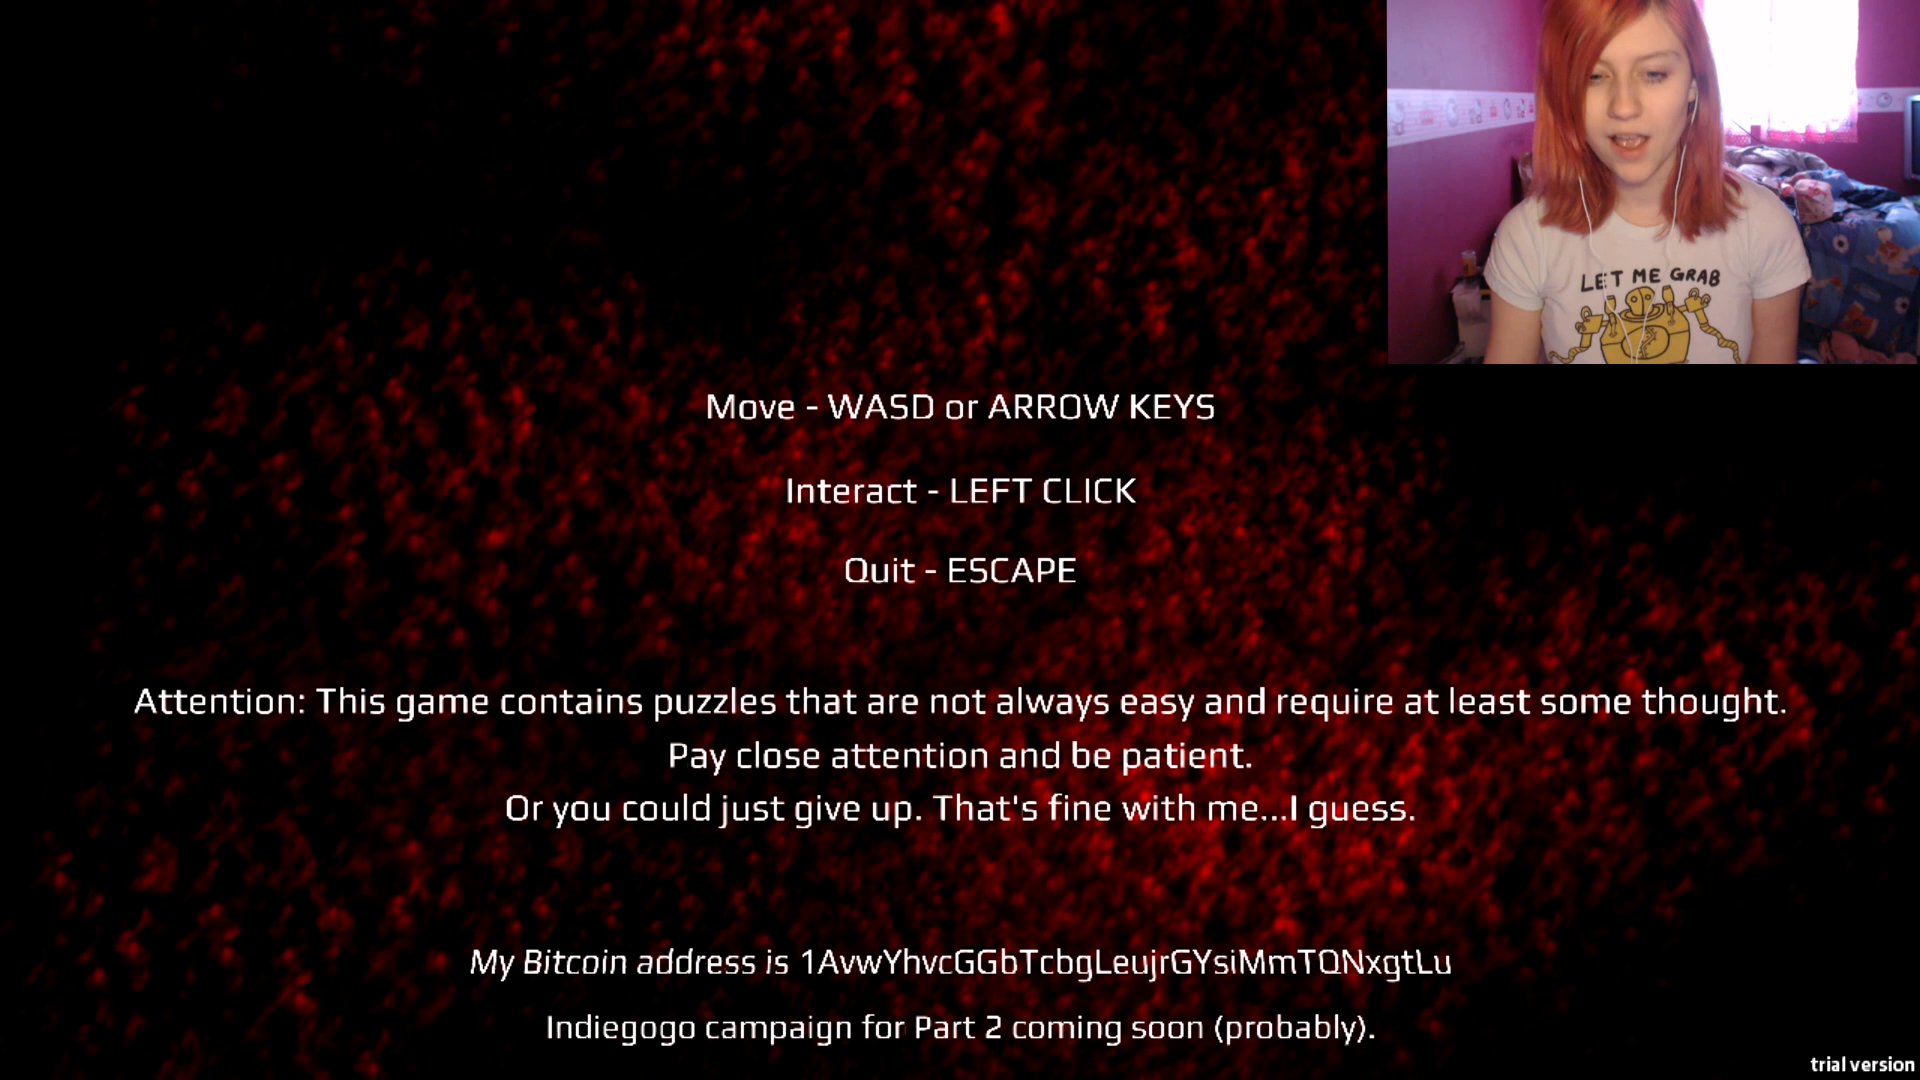 LET ME GRAB
Move - WASD or ARROW KEYS
Interact - LEFT CLICK
Quit - ESCAPE
Attention: This game contains puzzles that are not always easy and require at least some thought.
Pay close attention and be patient.
Or you could just give up. That's fine with me...I guess.
My Bitcoin address is 1AvwYhvcGGbTcbgLeujrGYsiMmTQNxgtLu
Indiegogo campaign for Part 2 coming soon (probably).
trial version